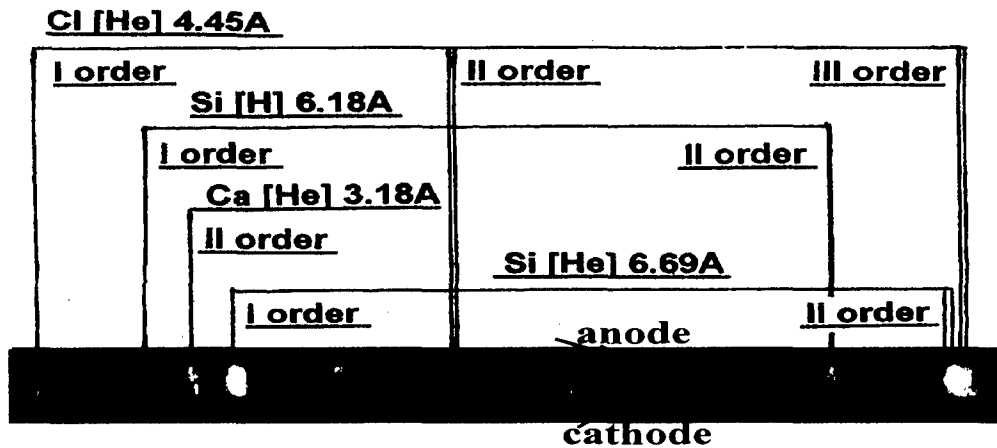 Cl [He] 4.45A
I order II order III order
Si [H] 6.18A
I order II order
Ca [He] 3.18A
II order
Si [He] 6.69A
I order II order
anode
cathode